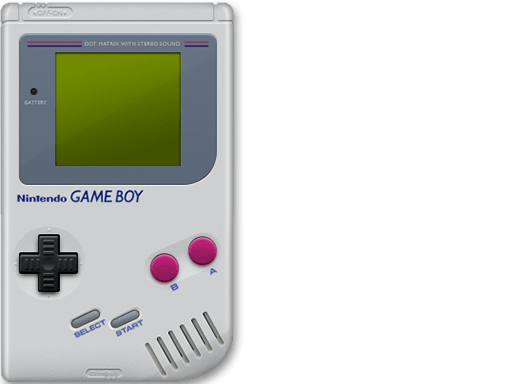 DOT MATRIX WITH STEREO SOUND
BATTERY
Nintendo GAME BOY
B A
SELECT START